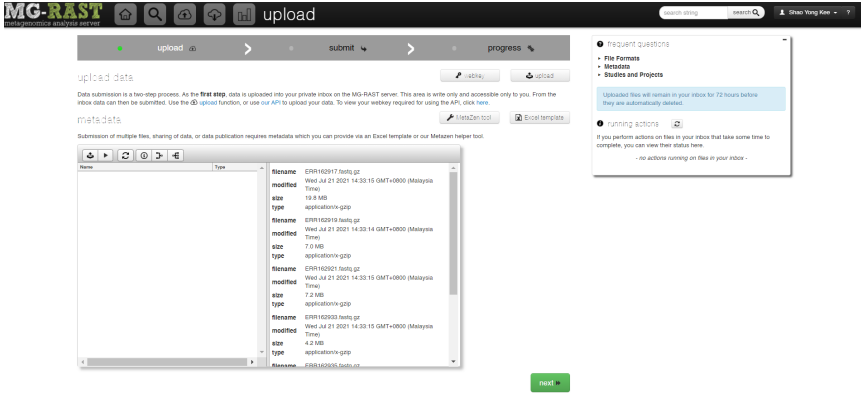 MG-RAST
metagenomics analysis server
upload
search string
search
Shao Yong Kee
?
upload
submit
progress
upload data
webkey
upload
Data submission is a two-step process. As the first step, data is uploaded into your private inbox on the MG-RAST server. This area is write only and accessible only to you. From the
inbox data can then be submitted. Use the upload function, or use our API to upload your data. To view your webkey required for using the API, click here.
metadata
MetaZen tool
Excel template
Submission of multiple files, sharing of data, or data publication requires metadata which you can provide via an Excel template or our Metazen helper tool.
Name Type
filename ERR162917.fastq.gz
modified Wed Jul 21 2021 14:33:15 GMT+0800 (Malaysia
Time)
size 19.8 MB
type application/x-gzip
filename ERR162919.fastq.gz
modified Wed Jul 21 2021 14:33:14 GMT+0800 (Malaysia
Time)
size 7.0 MB
type application/x-gzip
filename ERR162921.fastq.gz
modified Wed Jul 21 2021 14:33:15 GMT+0800 (Malaysia
Time)
size 7.2 MB
type application/x-gzip
filename ERR162933.fastq.gz
modified Wed Jul 21 2021 14:33:15 GMT+0800 (Malaysia
Time)
size 4.2 MB
type application/x-gzip
filename ERR162935.fastq.gz
next
frequent questions
File Formats
Metadata
Studies and Projects
Uploaded files will remain in your inbox for 72 hours before
they are automatically deleted.
running actions
If you perform actions on files in your inbox that take some time to
complete, you can view their status here.
- no actions running on files in your inbox -